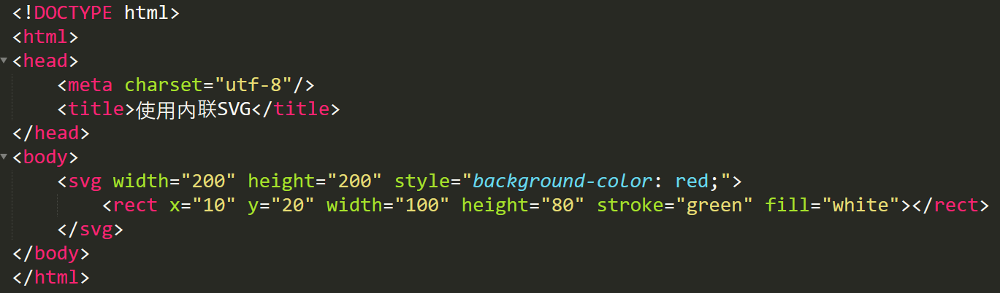 <!DOCTYPE html>
<html>
<head>
    <meta charset="utf-8"/>
    <title>使用内联SVG</title>
</head>
<body>
    <svg width="200" height="200" style="background-color: red;">
        <rect x="10" y="20" width="100" height="80" stroke="green" fill="white"></rect>
    </svg>
</body>
</html>